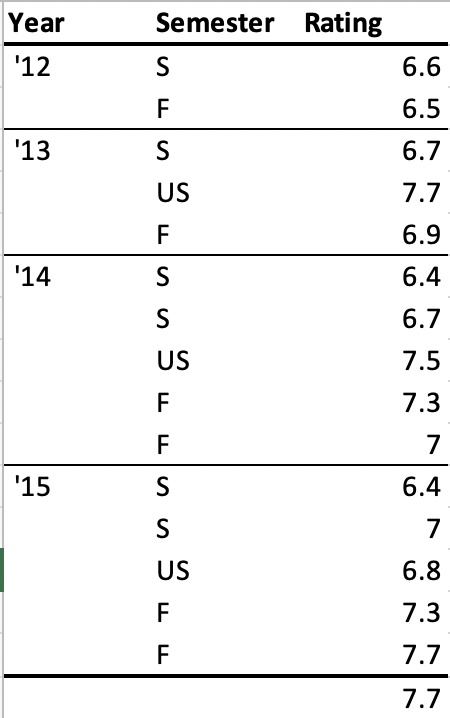 Year Semester Rating
'12 S 6.6
F 6.5
'13 S 6.7
US 7.7
F 6.9
'14 S 6.4
S 6.7
US 7.5
F 7.3
F 7
'15 S 6.4
S 7
US 6.8
F 7.3
F 7.7
7.7